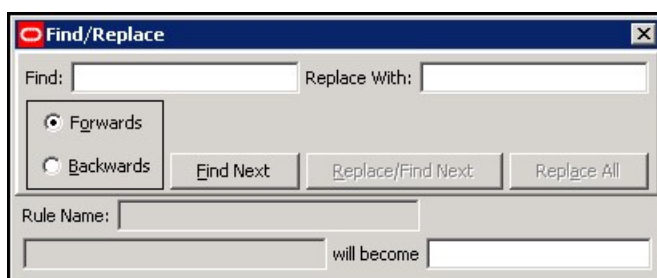 Find/Replace
Find: Replace With:
Forwards
Backwards Find Next Replace/Find Next Replace All
Rule Name:
will become